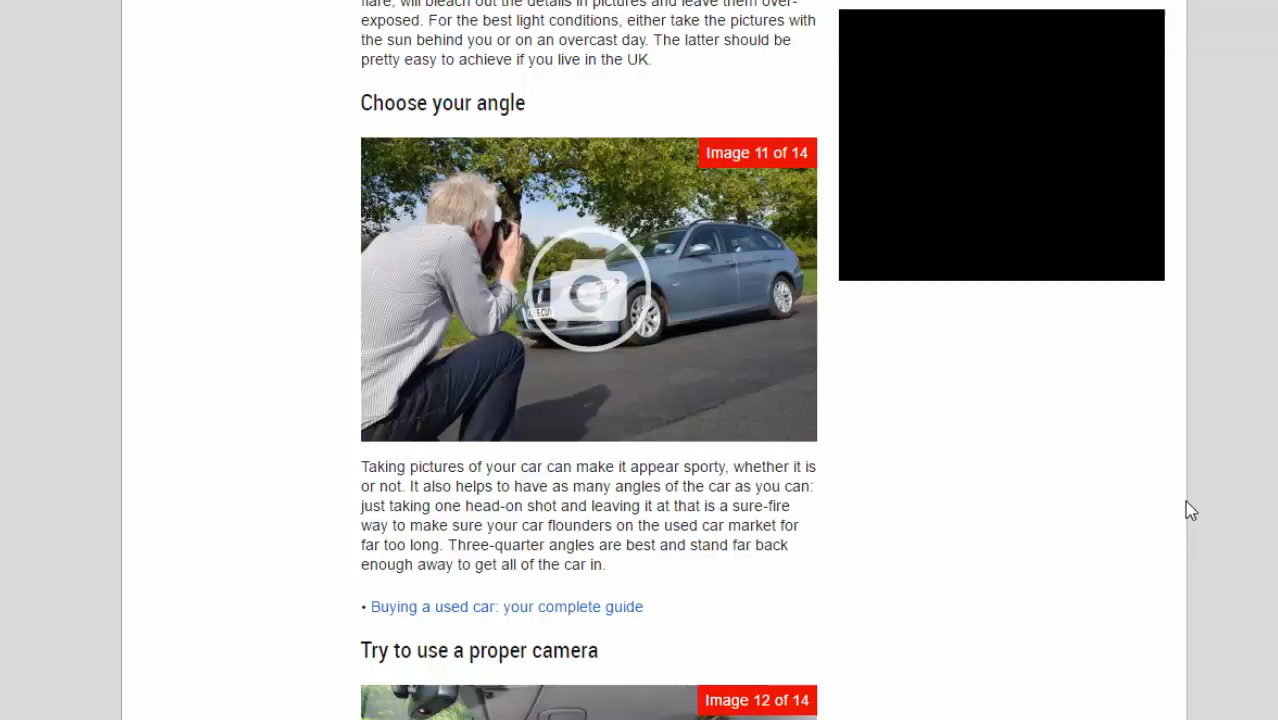 flare, will bleach out the details in pictures and leave them over-
exposed. For the best light conditions, either take the pictures with
the sun behind you or on an overcast day. The latter should be
pretty easy to achieve if you live in the UK.
Choose your angle
Image 11 of 14
Taking pictures of your car can make it appear sporty, whether it is
or not. It also helps to have as many angles of the car as you can:
just taking one head-on shot and leaving it at that is a sure-fire
way to make sure your car flounders on the used car market for
far too long. Three-quarter angles are best and stand far back
enough away to get all of the car in.
• Buying a used car: your complete guide
Try to use a proper camera
Image 12 of 14